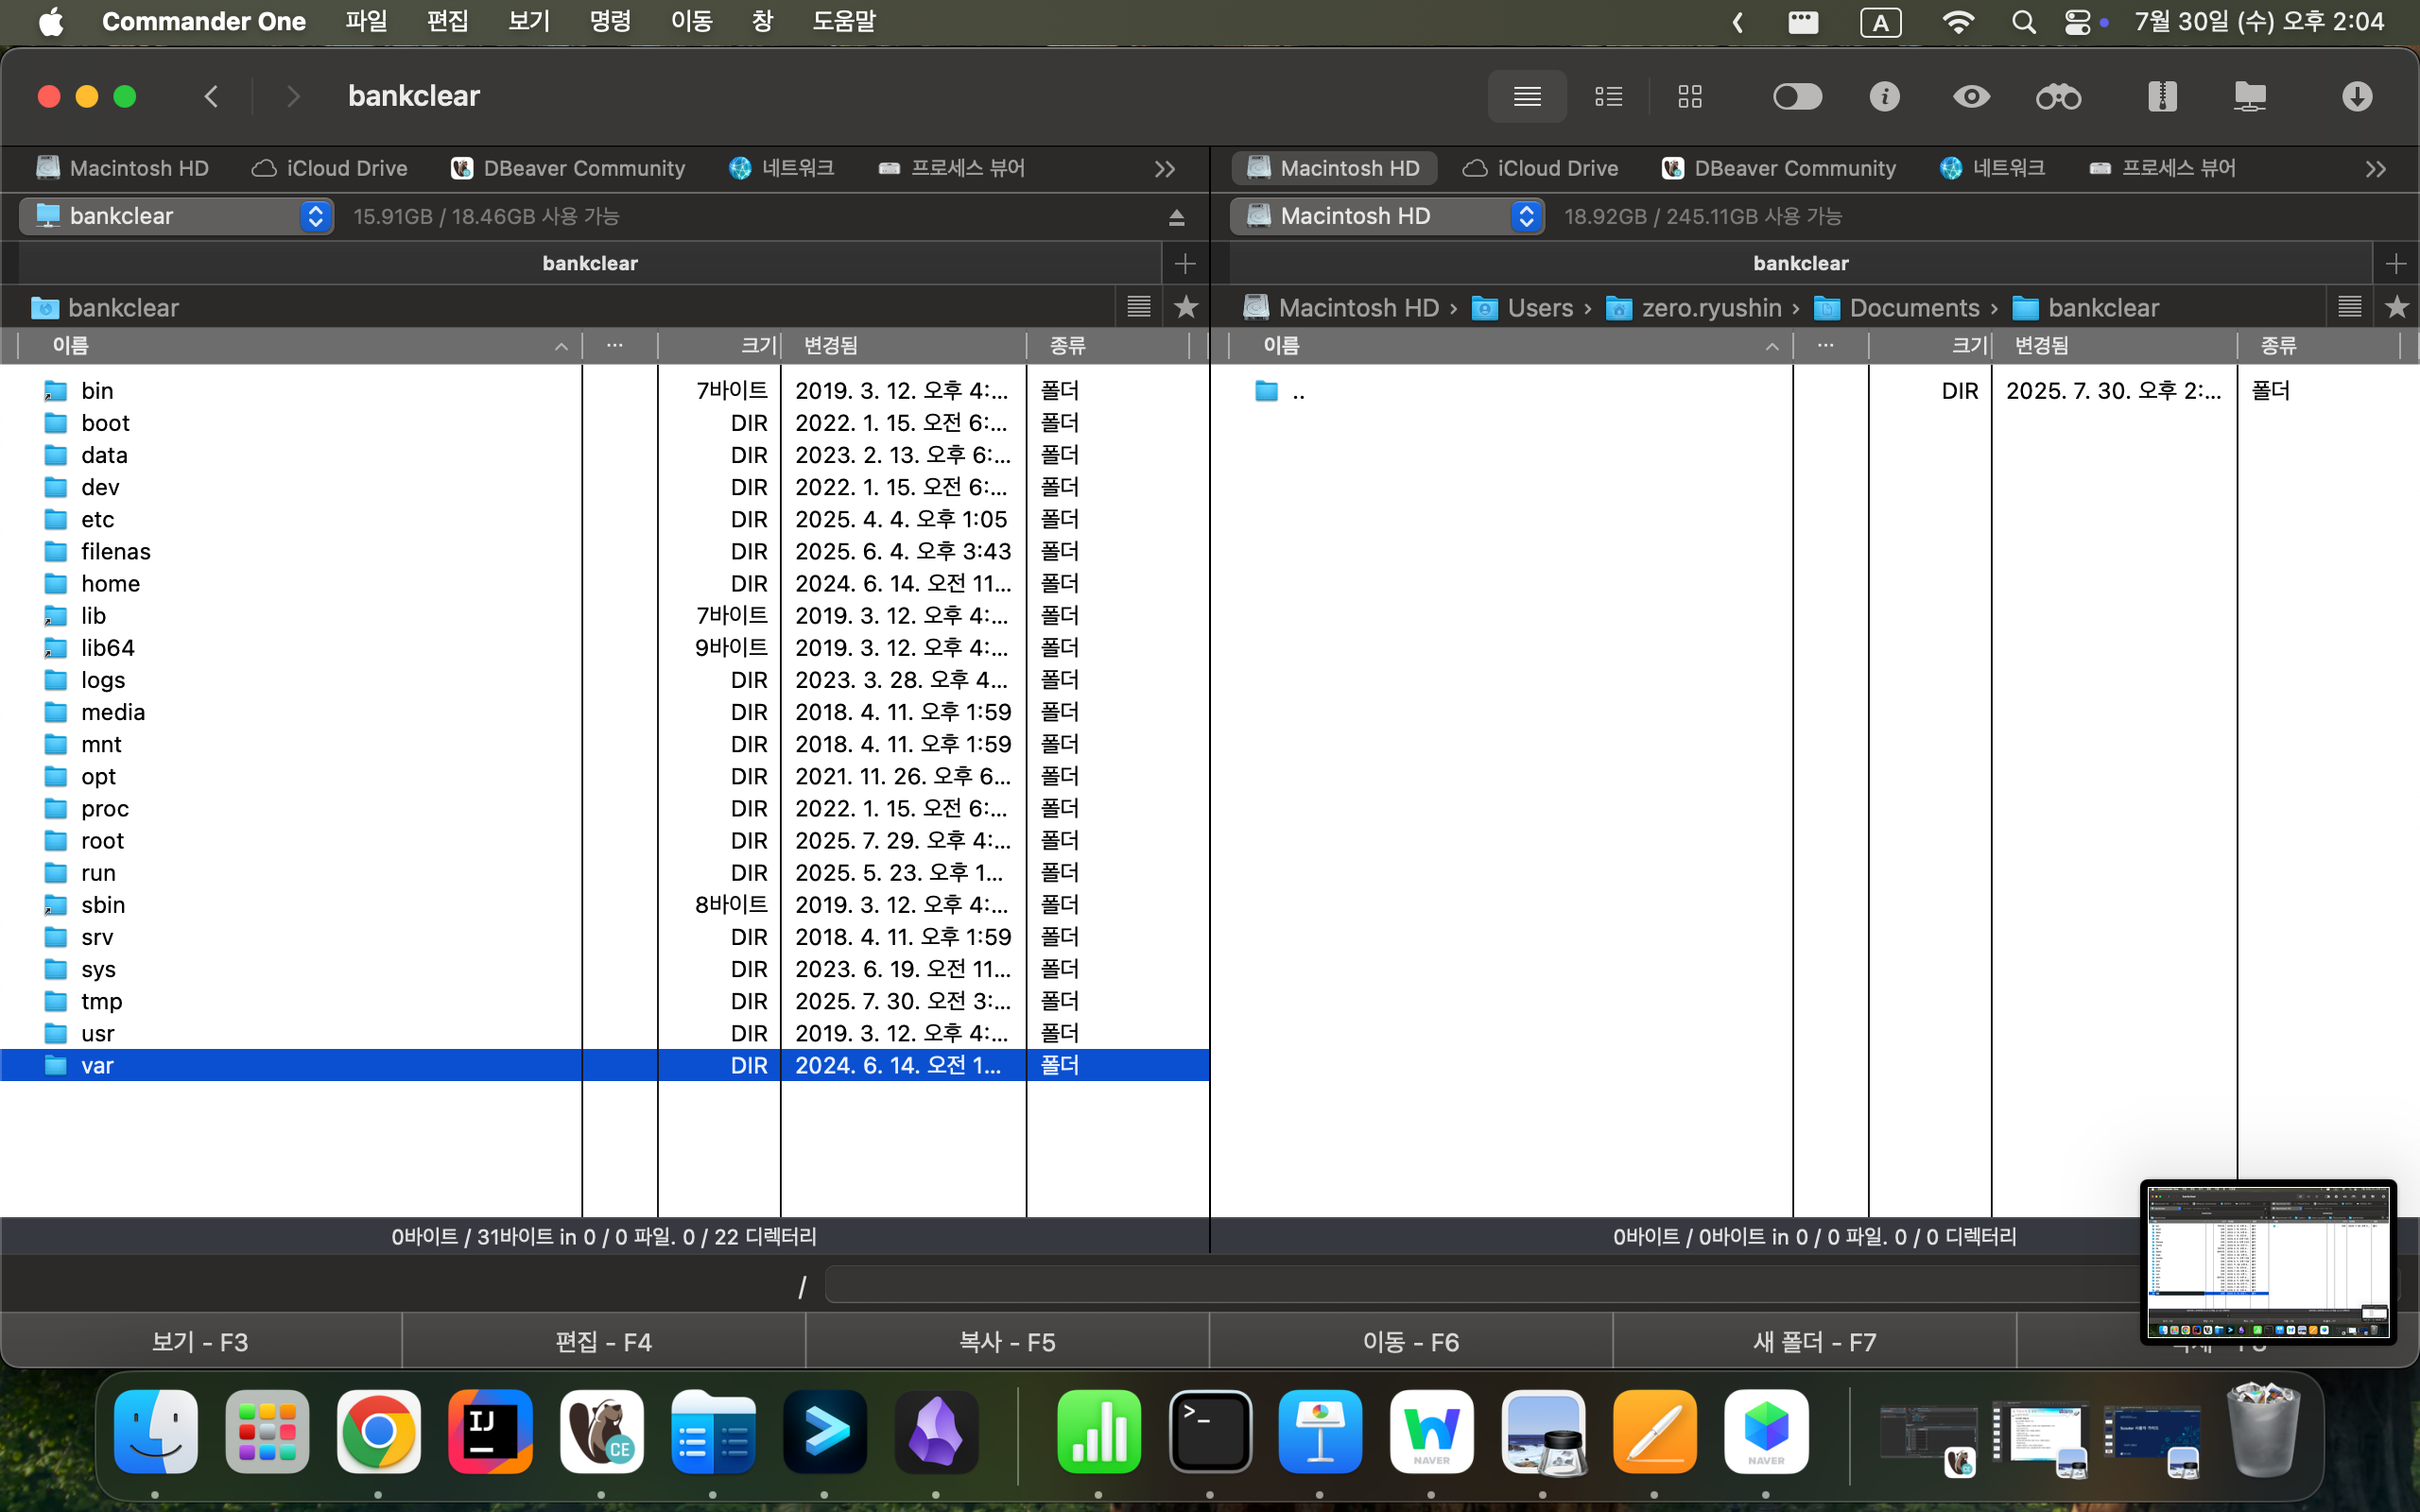 Commander One 파일 편집 보기 명령 이동 창 도움말 A 7월 30일 (수) 오후 2:04
bankclear
Macintosh HD iCloud Drive DBeaver Community 네트워크 프로세스 뷰어
bankclear 15.91GB / 18.46GB 사용 가능
bankclear
bankclear
이름 ... 크기 변경됨 종류
bin 7바이트 2019. 3. 12. 오후 4:... 폴더
boot DIR 2022. 1. 15. 오전 6:... 폴더
data DIR 2023. 2. 13. 오후 6:... 폴더
dev DIR 2022. 1. 15. 오전 6:... 폴더
etc DIR 2025. 4. 4. 오후 1:05 폴더
filenas DIR 2025. 6. 4. 오후 3:43 폴더
home DIR 2024. 6. 14. 오전 11... 폴더
lib 7바이트 2019. 3. 12. 오후 4:... 폴더
lib64 9바이트 2019. 3. 12. 오후 4:... 폴더
logs DIR 2023. 3. 28. 오후 4... 폴더
media DIR 2018. 4. 11. 오후 1:59 폴더
mnt DIR 2018. 4. 11. 오후 1:59 폴더
opt DIR 2021. 11. 26. 오후 6... 폴더
proc DIR 2022. 1. 15. 오전 6:... 폴더
root DIR 2025. 7. 29. 오후 4:... 폴더
run DIR 2025. 5. 23. 오후 1... 폴더
sbin 8바이트 2019. 3. 12. 오후 4:... 폴더
srv DIR 2018. 4. 11. 오후 1:59 폴더
sys DIR 2023. 6. 19. 오전 11... 폴더
tmp DIR 2025. 7. 30. 오전 3:... 폴더
usr DIR 2019. 3. 12. 오후 4:... 폴더
var DIR 2024. 6. 14. 오전 1... 폴더
0바이트 / 31바이트 in 0 / 0 파일. 0 / 22 디렉터리
Macintosh HD iCloud Drive DBeaver Community 네트워크 프로세스 뷰어
Macintosh HD 18.92GB / 245.11GB 사용 가능
bankclear
Macintosh HD › Users › zero.ryushin › Documents › bankclear
이름 ... 크기 변경됨 종류
.. DIR 2025. 7. 30. 오후 2:... 폴더
0바이트 / 0바이트 in 0 / 0 파일. 0 / 0 디렉터리
/
보기 - F3 편집 - F4 복사 - F5 이동 - F6 새 폴더 - F7
IJ CE >_ NAVER NAVER